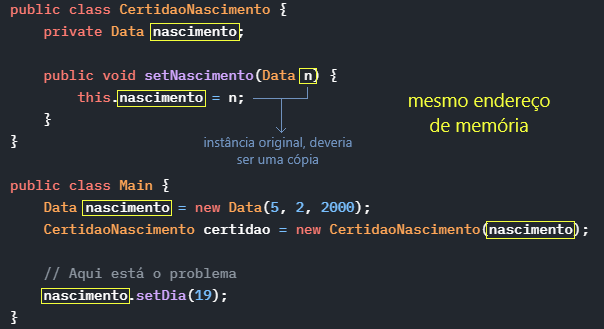 public class CertidaoNascimento {
private Data nascimento;
public void setNascimento(Data n) {
this.nascimento = n;
mesmo endereço
de memória
}
instância original, deveria
ser uma cópia
}
public class Main {
Data nascimento = new Data(5, 2, 2000);
CertidaoNascimento certidao = new CertidaoNascimento(nascimento);
// Aqui está o problema
nascimento.setDia(19);
}